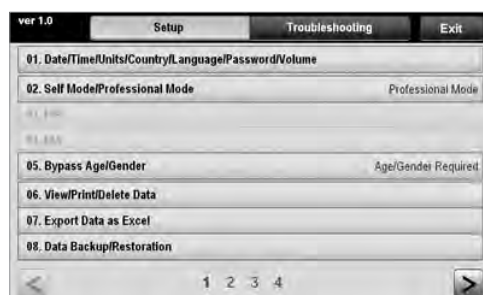 ver 1.0 Setup Troubleshooting Exit
01. Date/Time/Units/Country/Language/Password/Volume
02. Self Mode/Professional Mode Professional Mode
05. Bypass Age/Gender Age/Gender Required
06. View/Print/Delete Data
07. Export Data as Excel
08. Data Backup/Restoration
< 1 2 3 4 >